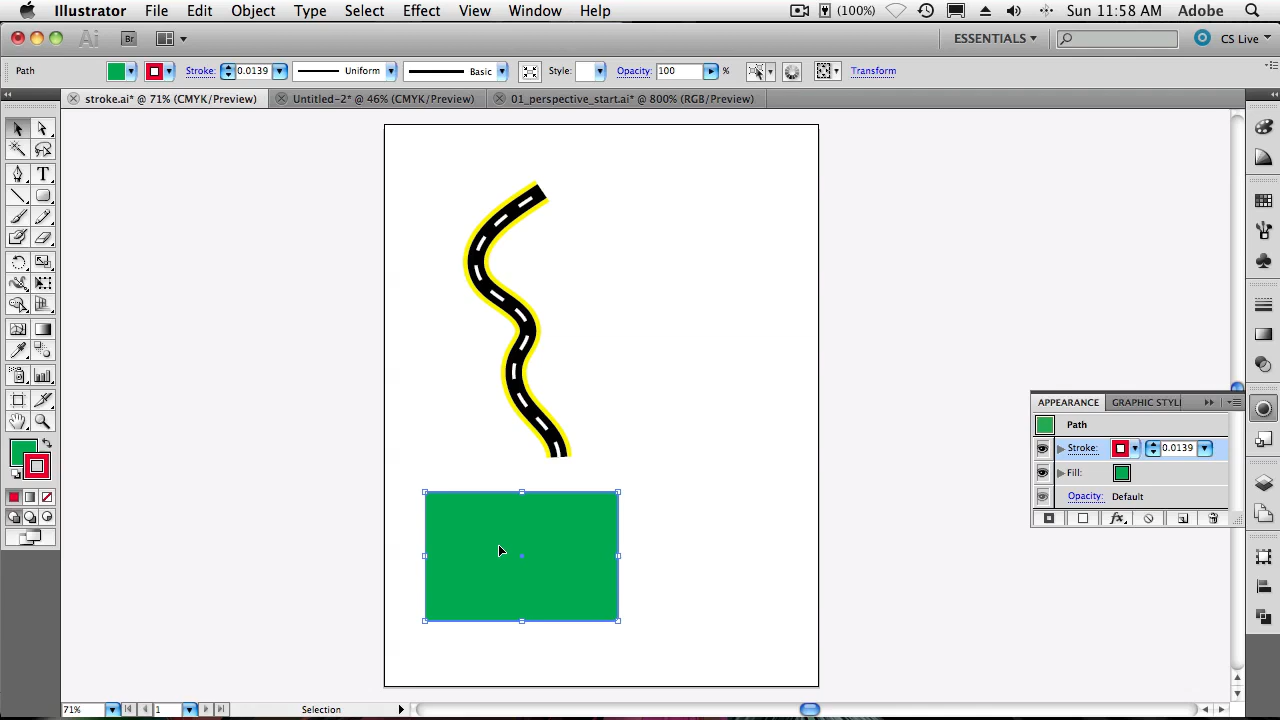 Illustrator File Edit Object Type Select Effect View Window Help (100%) Sun 11:58 AM Adobe
Ai Br ESSENTIALS CS Live
Path Stroke: 0.0139 Uniform Basic Style: Opacity: 100 % Transform
stroke.ai* @ 71% (CMYK/Preview) Untitled-2* @ 46% (CMYK/Preview) 01_perspective_start.ai* @ 800% (RGB/Preview)
T
APPEARANCE GRAPHIC STYL
Path
Stroke: 0.0139
Fill:
Opacity: Default
fx
71% 1 Selection